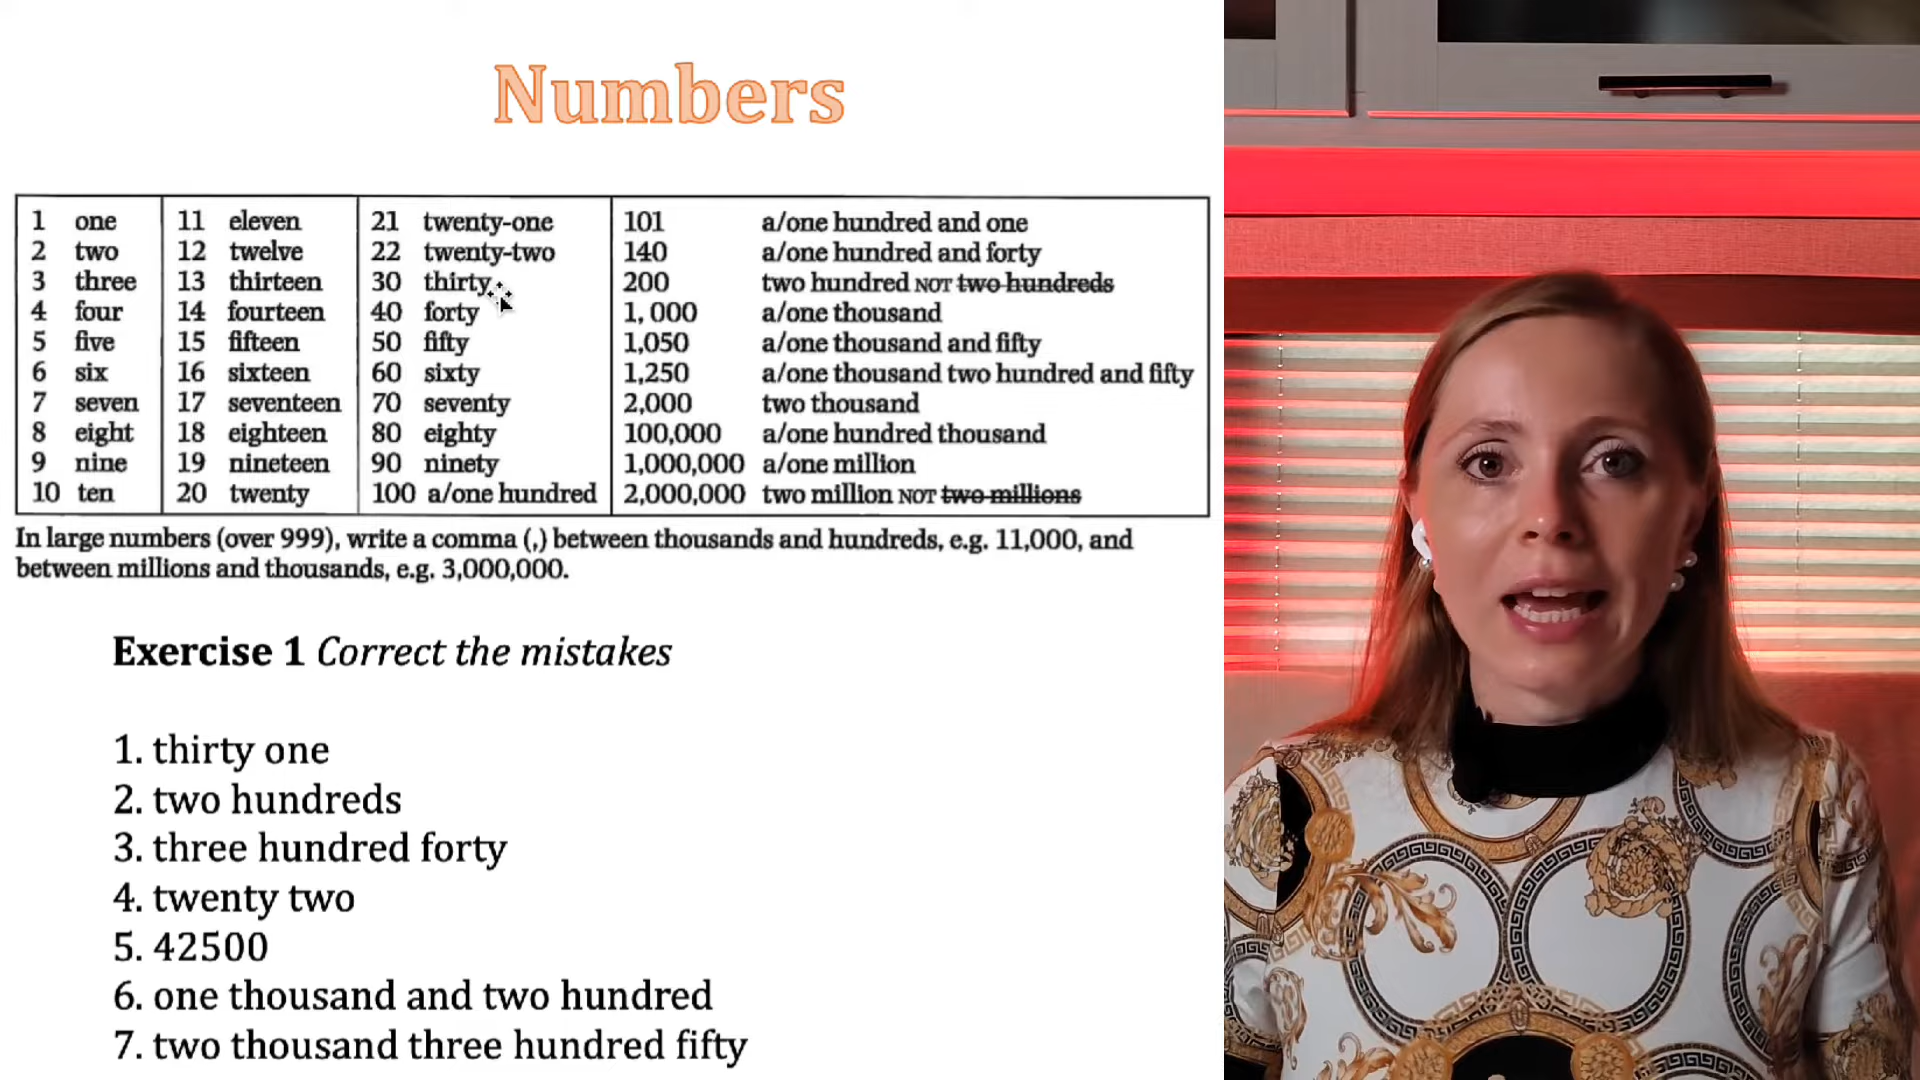 Numbers
1 one 11 eleven 21 twenty-one 101 a/one hundred and one
2 two 12 twelve 22 twenty-two 140 a/one hundred and forty
3 three 13 thirteen 30 thirty 200 two hundred NOT two hundreds
4 four 14 fourteen 40 forty 1, 000 a/one thousand
5 five 15 fifteen 50 fifty 1,050 a/one thousand and fifty
6 six 16 sixteen 60 sixty 1,250 a/one thousand two hundred and fifty
7 seven 17 seventeen 70 seventy 2,000 two thousand
8 eight 18 eighteen 80 eighty 100,000 a/one hundred thousand
9 nine 19 nineteen 90 ninety 1,000,000 a/one million
10 ten 20 twenty 100 a/one hundred 2,000,000 two million NOT two millions
In large numbers (over 999), write a comma (,) between thousands and hundreds, e.g. 11,000, and
between millions and thousands, e.g. 3,000,000.
Exercise 1 Correct the mistakes
1. thirty one
2. two hundreds
3. three hundred forty
4. twenty two
5. 42500
6. one thousand and two hundred
7. two thousand three hundred fifty